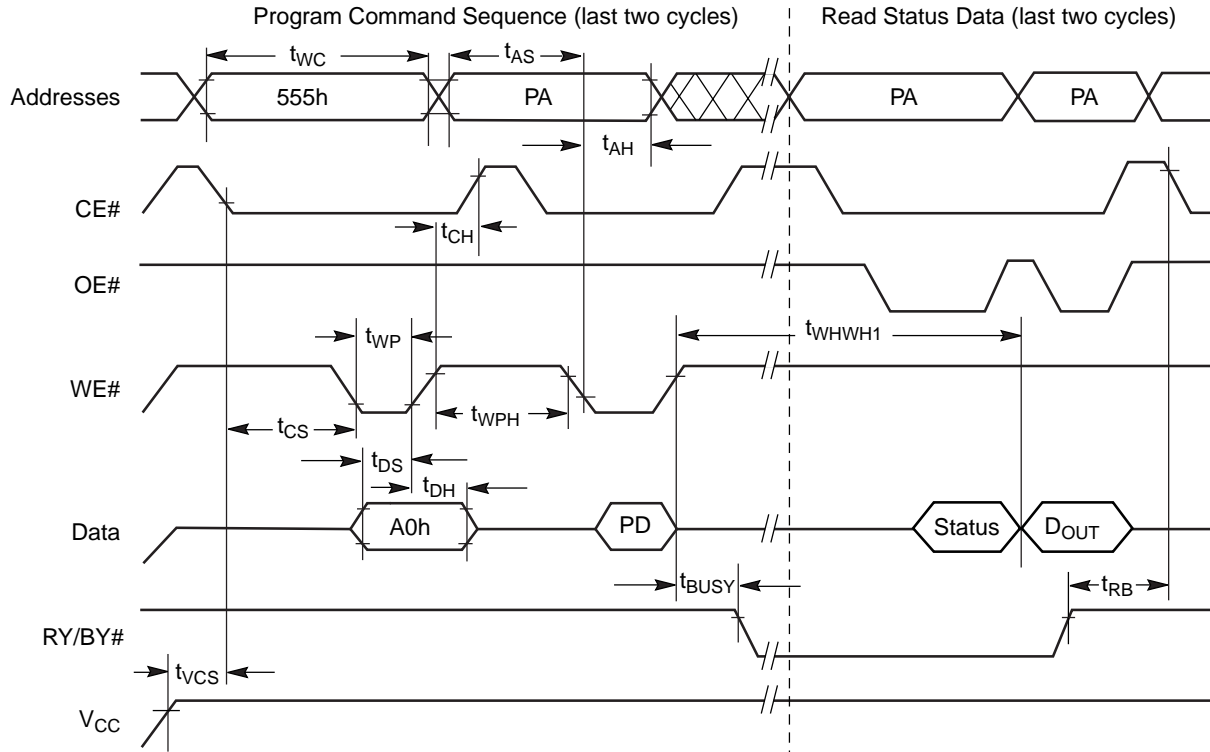 Program Command Sequence (last two cycles) Read Status Data (last two cycles)
tWC tAS
Addresses 555h PA PA PA
tAH
CE#
tCH
OE#
tWHWH1
tWP
WE#
tWPH
tCS
tDS
tDH
Data A0h PD Status DOUT
tBUSY tRB
RY/BY#
tVCS
VCC